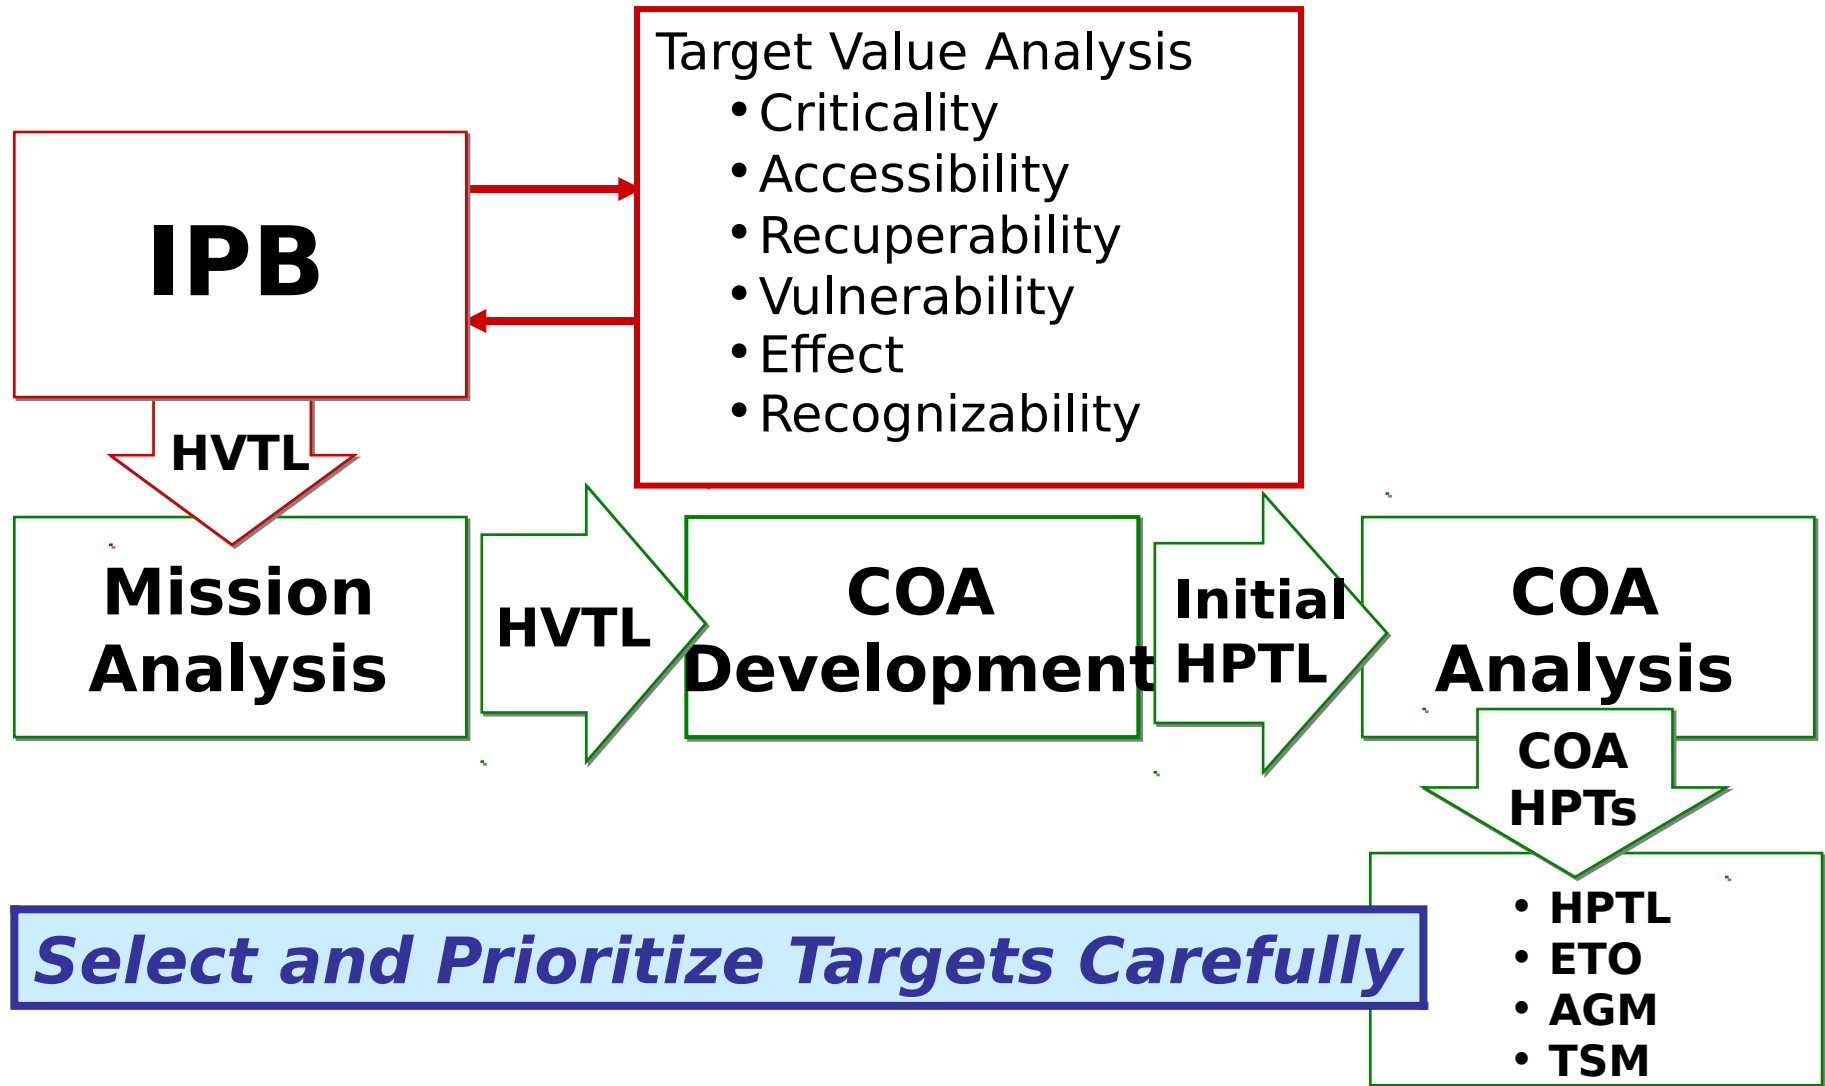 Target Value Analysis
• Criticality
• Accessibility
• Recuperability
• Vulnerability
• Effect
• Recognizability
IPB
HVTL
Mission
Analysis
HVTL
COA
Development
Initial
HPTL
COA
Analysis
COA
HPTs
• HPTL
• ETO
• AGM
• TSM
Select and Prioritize Targets Carefully